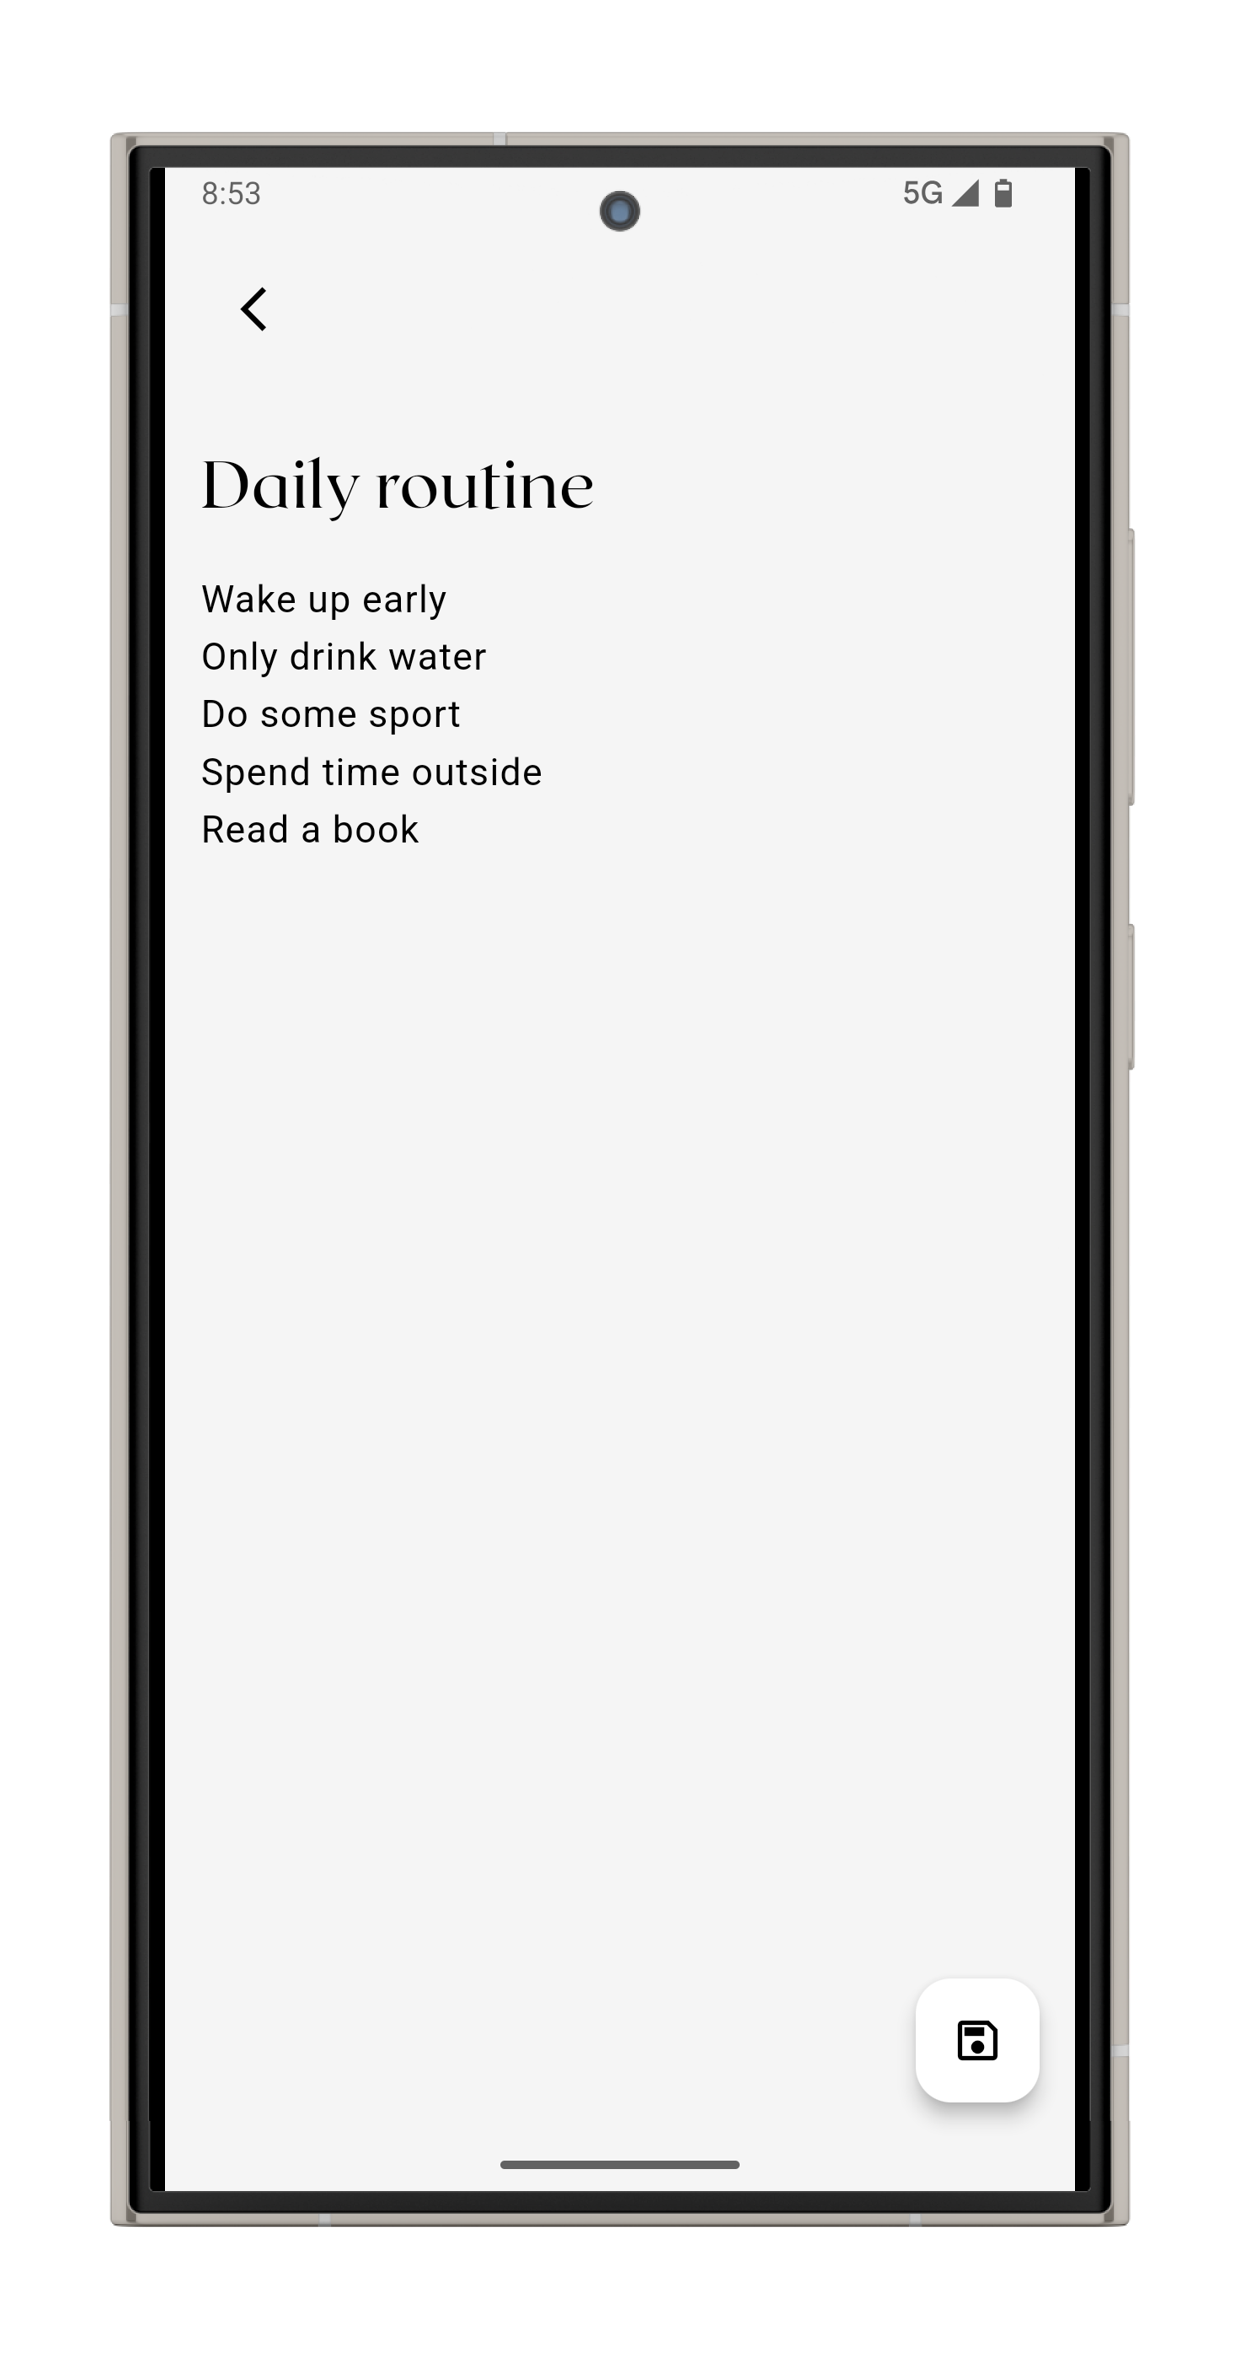 8:53
5G
Daily routine
Wake up early
Only drink water
Do some sport
Spend time outside
Read a book